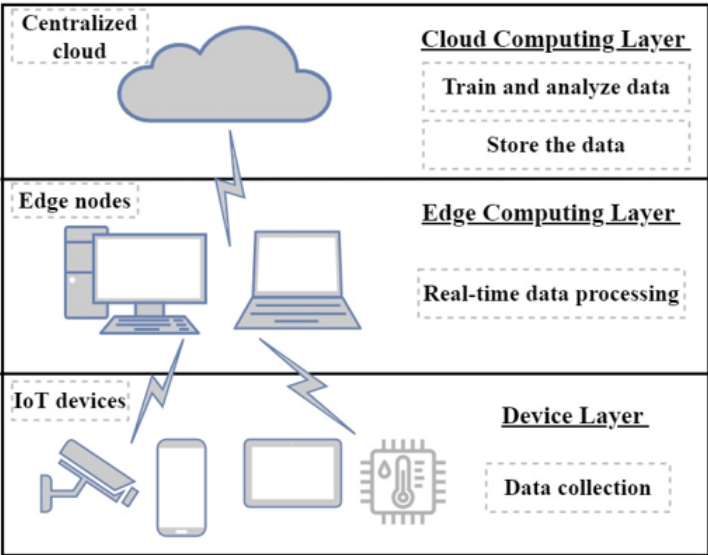 Centralized
cloud
Cloud Computing Layer
Train and analyze data
Store the data
Edge nodes
Edge Computing Layer
Real-time data processing
IoT devices
Device Layer
Data collection